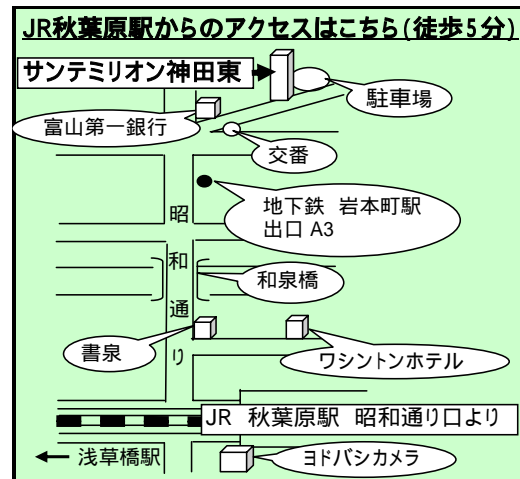 JR秋葉原駅からのアクセスはこちら(徒歩5分)
サンテミリオン神田東
駐車場
富山第一銀行
交番
地下鉄 岩本町駅
出口 A3
昭和通り
和泉橋
書泉
ワシントンホテル
JR 秋葉原駅 昭和通り口より
← 浅草橋駅
ヨドバシカメラ